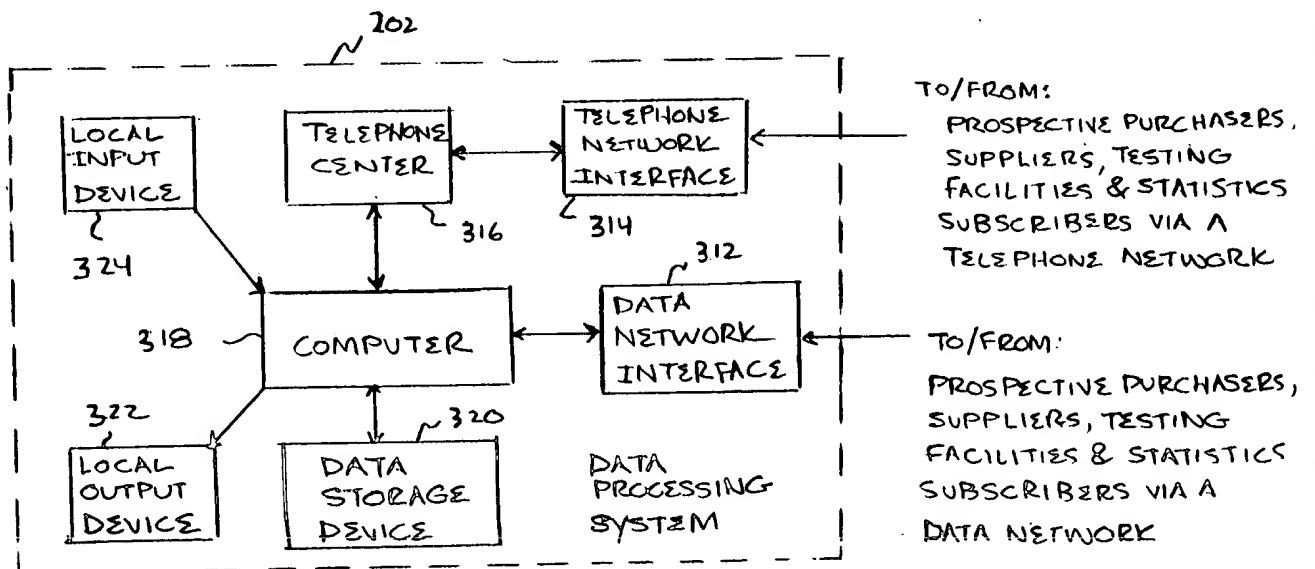 202
LOCAL
INPUT
DEVICE
324
TELEPHONE
CENTER
316
TELEPHONE
NETWORK
INTERFACE
314
TO/FROM:
PROSPECTIVE PURCHASERS,
SUPPLIERS, TESTING
FACILITIES & STATISTICS
SUBSCRIBERS VIA A
TELEPHONE NETWORK
318
COMPUTER
312
DATA
NETWORK
INTERFACE
TO/FROM:
PROSPECTIVE PURCHASERS,
SUPPLIERS, TESTING
FACILITIES & STATISTICS
SUBSCRIBERS VIA A
DATA NETWORK
322
LOCAL
OUTPUT
DEVICE
320
DATA
STORAGE
DEVICE
DATA
PROCESSING
SYSTEM